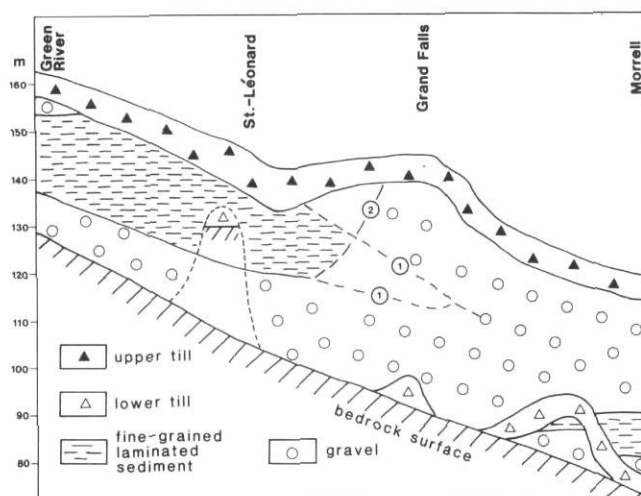 m
Green
River
St.-Léonard
Grand Falls
Morrell
160
150
140
130
120
110
100
90
80
2
1
1
upper till
lower till
fine-grained
laminated
sediment
gravel
bedrock surface